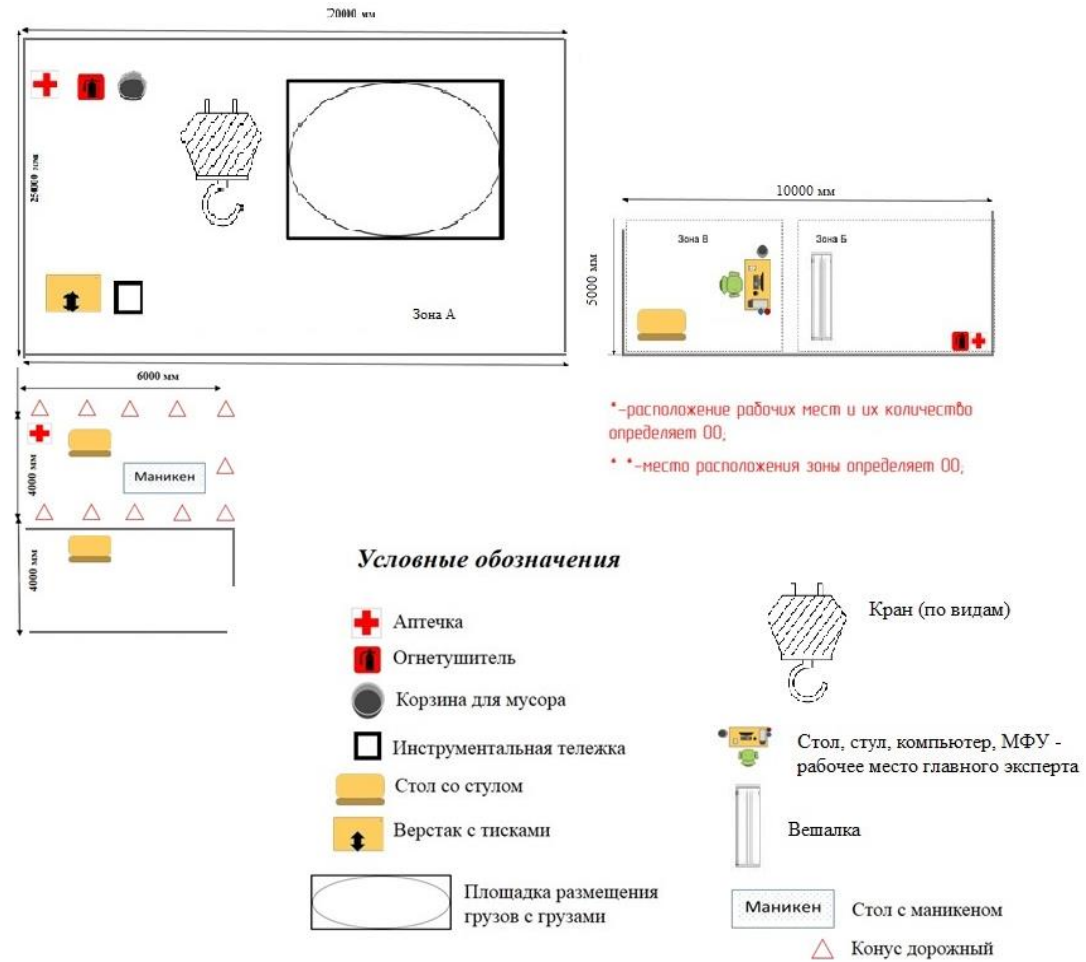 20000 мм
25000 мм
Зона А
10000 мм
5000 мм
Зона В
Зона Б
6000 мм
4000 мм
Маникен
4000 мм
*-расположение рабочих мест и их количество
определяет ОО;
* *-место расположения зоны определяет ОО;
Условные обозначения
Аптечка
Огнетушитель
Корзина для мусора
Инструментальная тележка
Стол со стулом
Верстак с тисками
Площадка размещения
грузов с грузами
Кран (по видам)
Стол, стул, компьютер, МФУ -
рабочее место главного эксперта
Вешалка
Маникен
Стол с маникеном
Конус дорожный